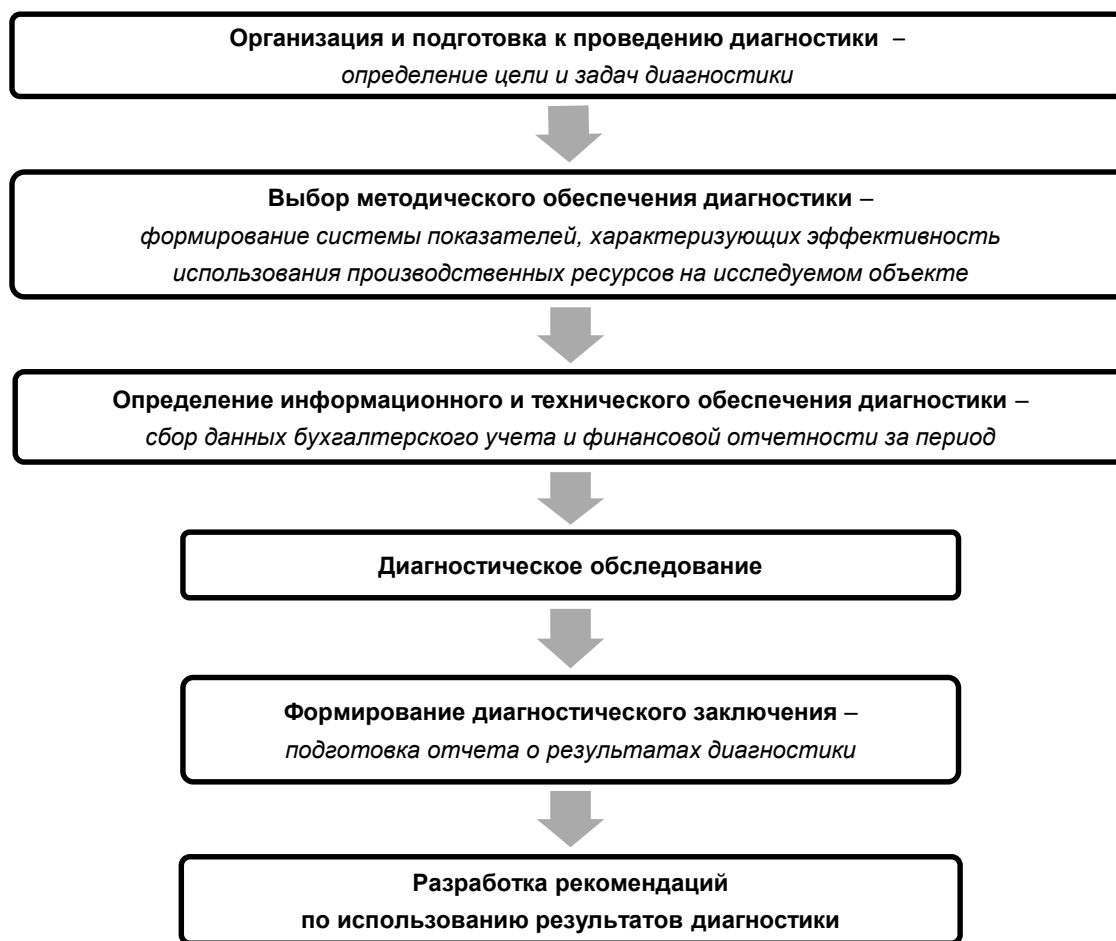 Организация и подготовка к проведению диагностики –
определение цели и задач диагностики
Выбор методического обеспечения диагностики –
формирование системы показателей, характеризующих эффективность
использования производственных ресурсов на исследуемом объекте
Определение информационного и технического обеспечения диагностики –
сбор данных бухгалтерского учета и финансовой отчетности за период
Диагностическое обследование
Формирование диагностического заключения –
подготовка отчета о результатах диагностики
Разработка рекомендаций
по использованию результатов диагностики